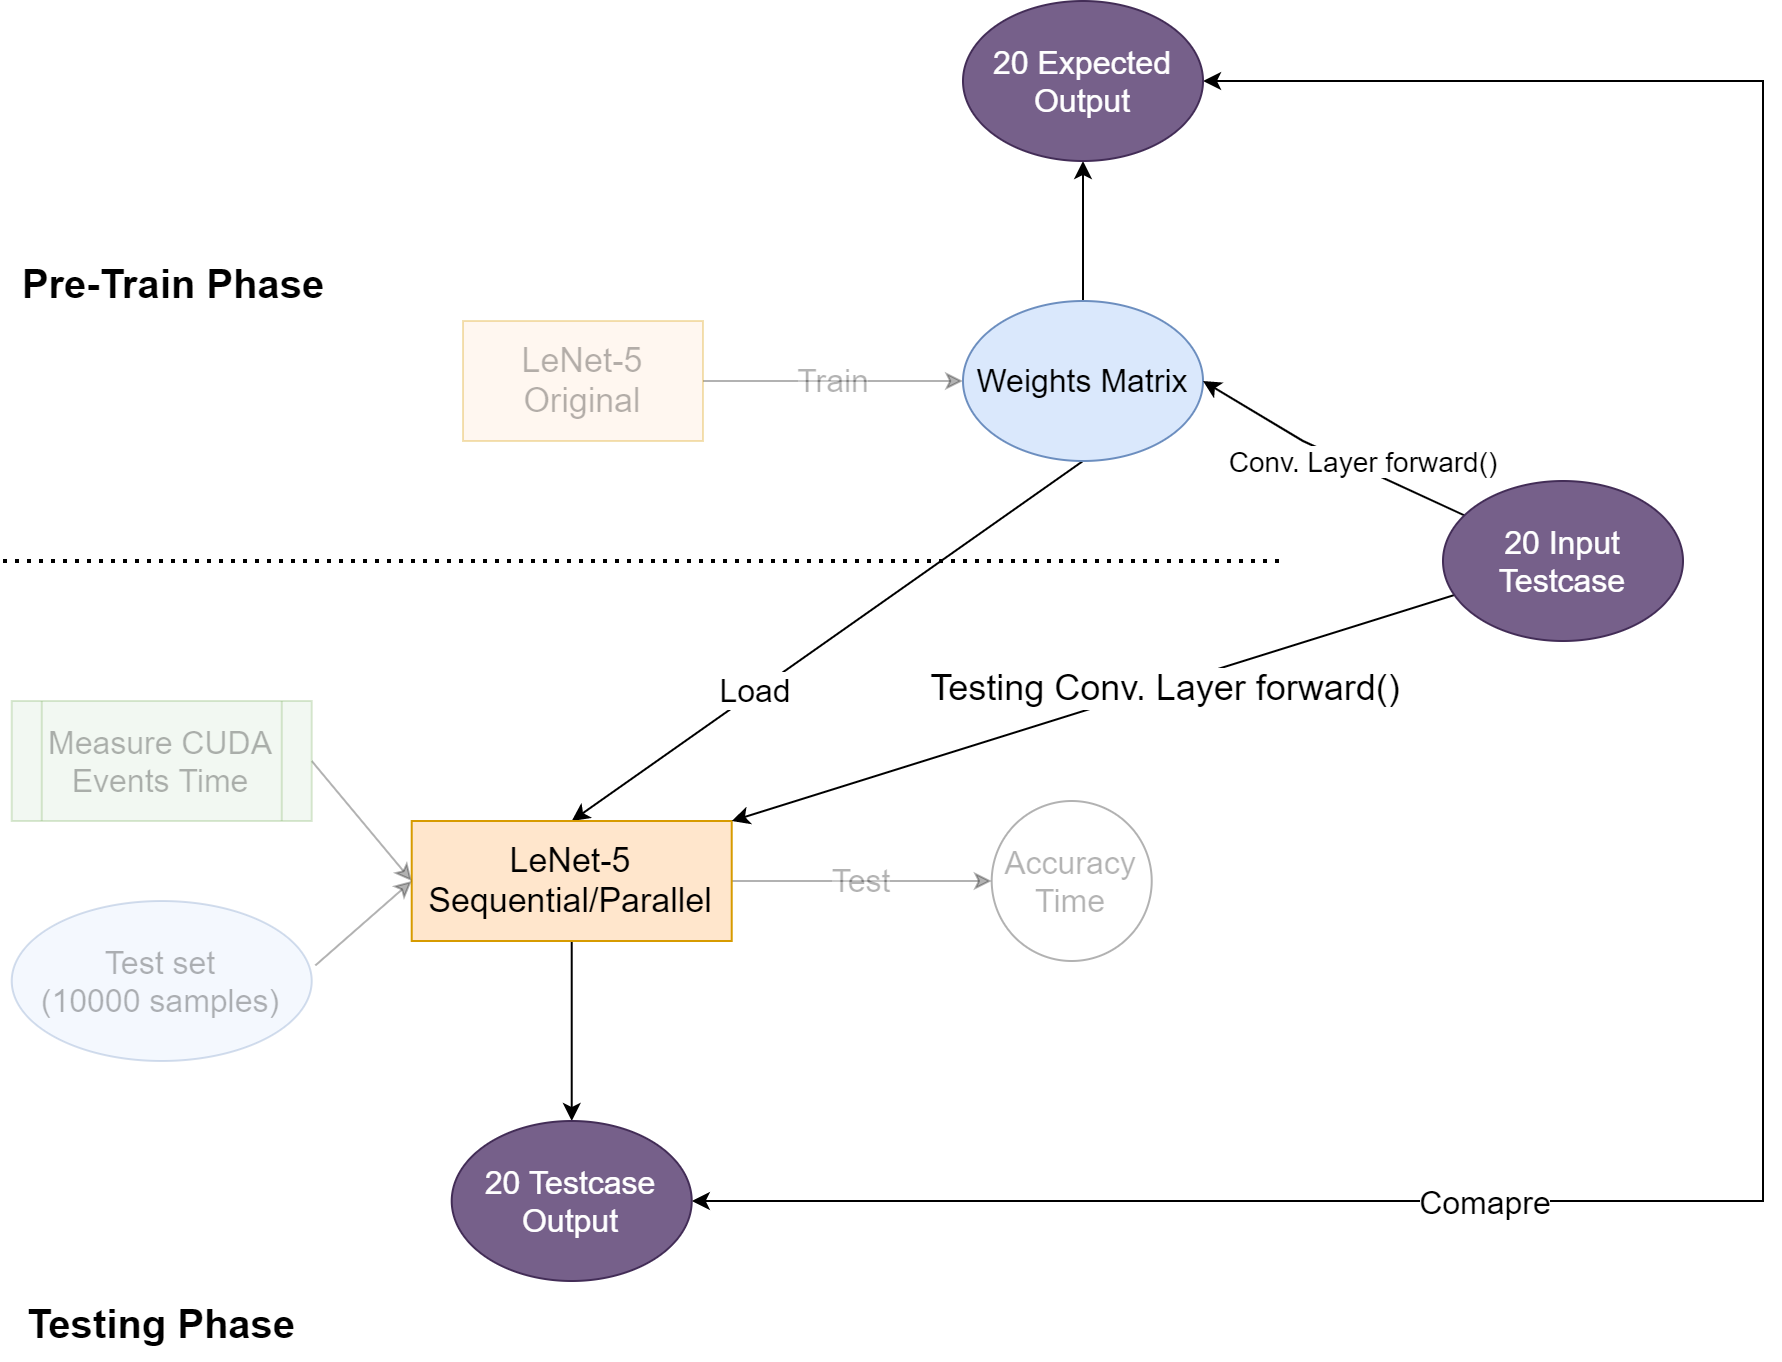 20 Expected
Output
Pre-Train Phase
LeNet-5
Original
Train
Weights Matrix
Conv. Layer forward()
20 Input
Testcase
Load
Testing Conv. Layer forward()
Measure CUDA
Events Time
LeNet-5
Sequential/Parallel
Test
Accuracy
Time
Test set
(10000 samples)
20 Testcase
Output
Comapre
Testing Phase